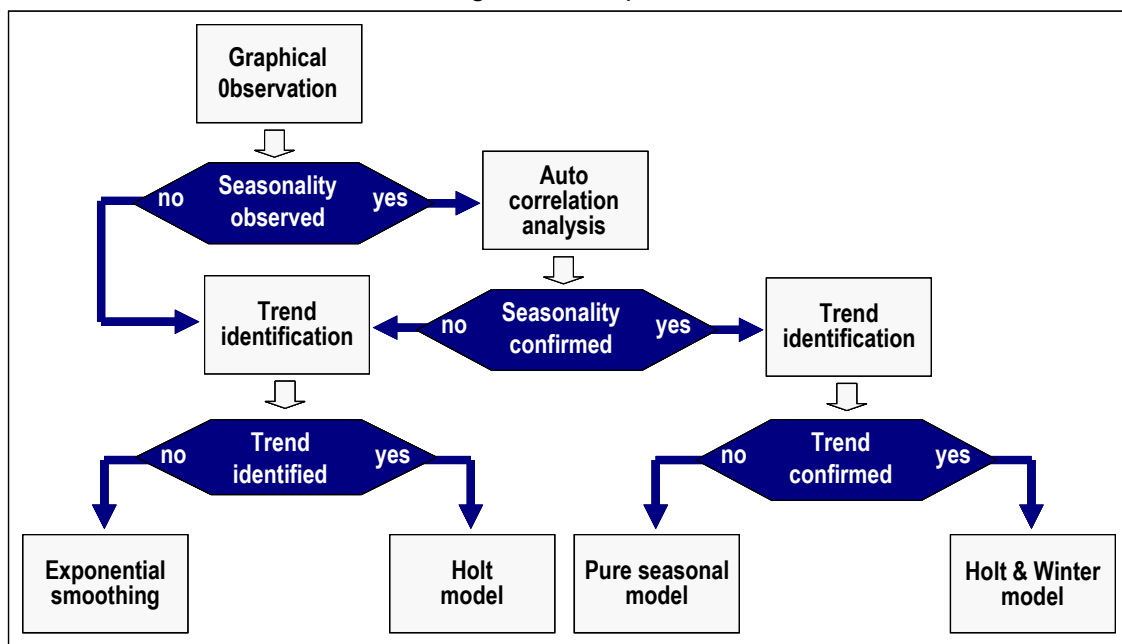 Graphical
0bservation
no
Seasonality
observed
yes
Auto
correlation
analysis
Trend
identification
no
Seasonality
confirmed
yes
Trend
identification
no
Trend
identified
yes
no
Trend
confirmed
yes
Exponential
smoothing
Holt
model
Pure seasonal
model
Holt & Winter
model